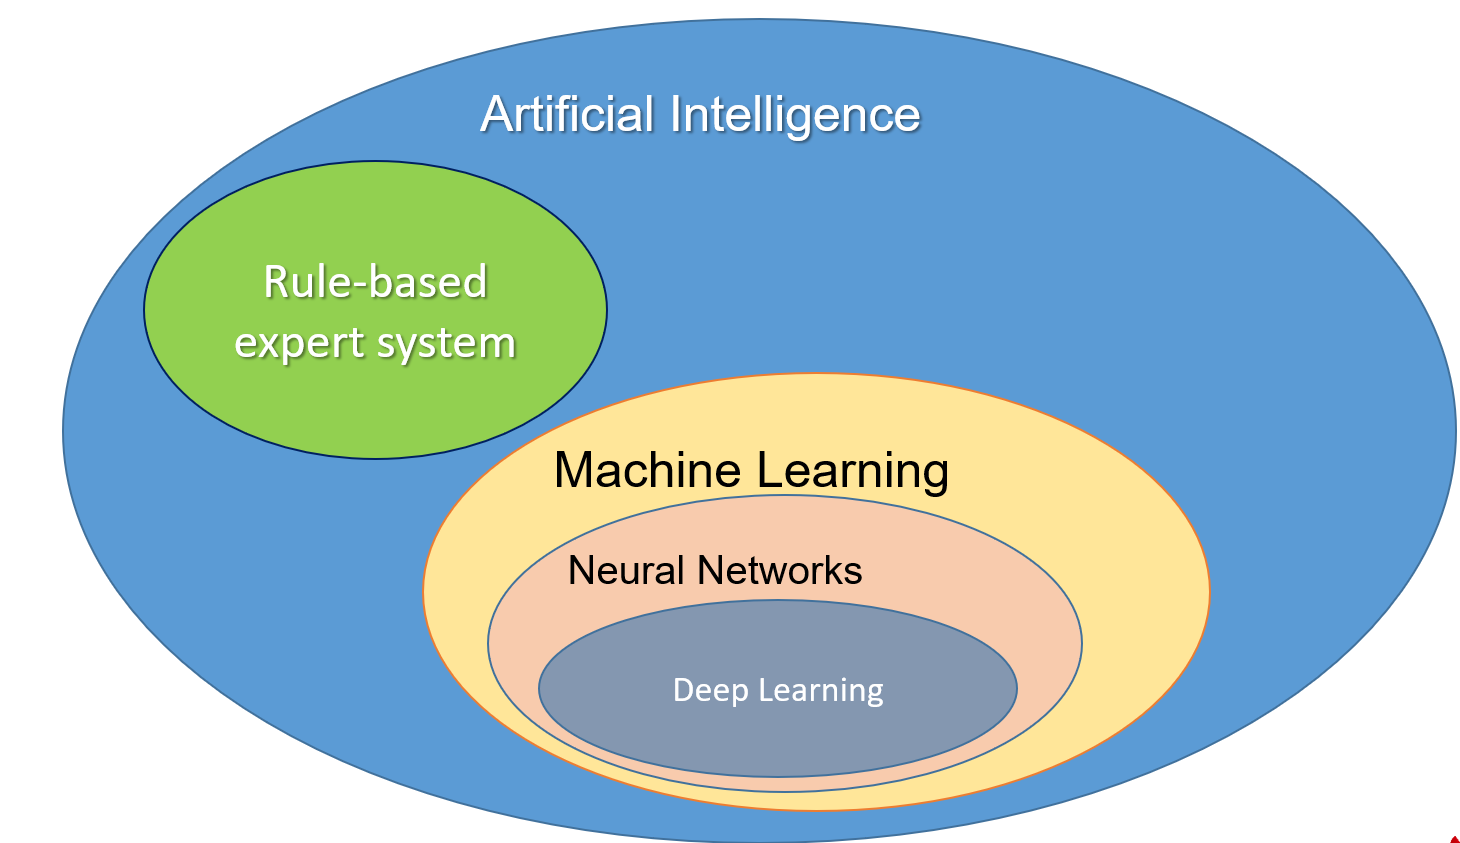 Artificial Intelligence
Rule-based
expert system
Machine Learning
Neural Networks
Deep Learning